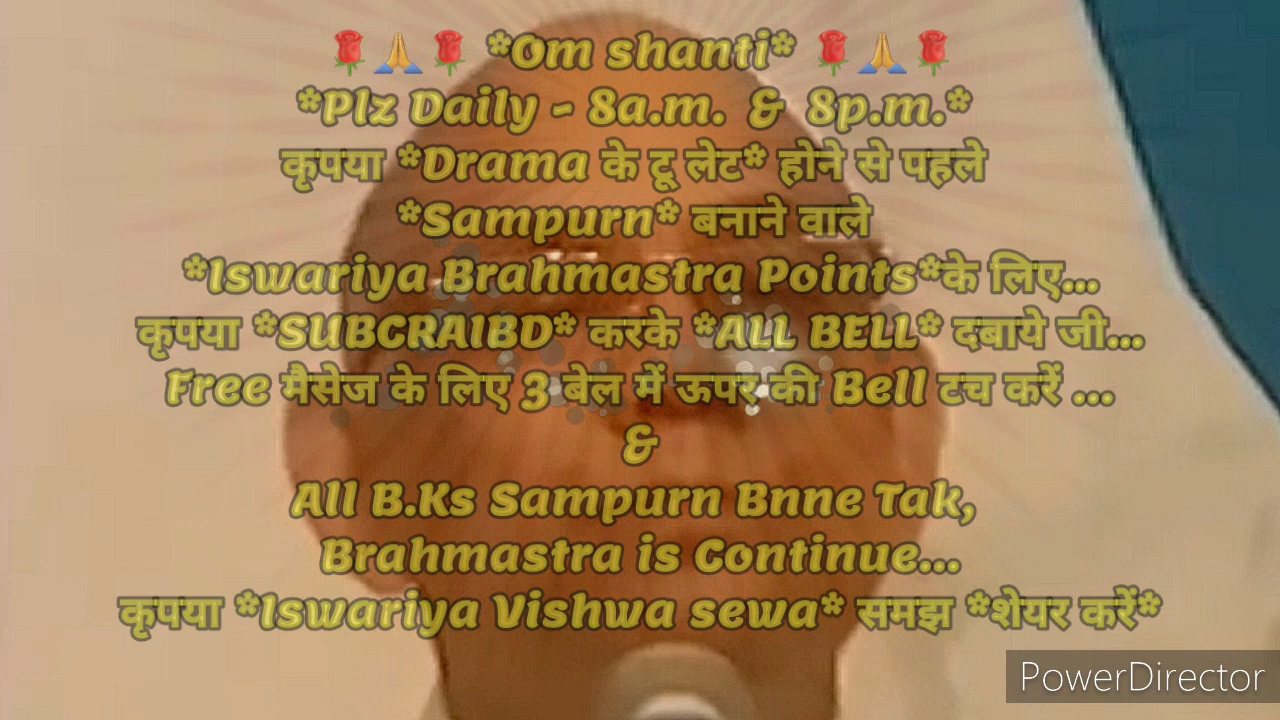 🌹🙏🌹 *Om shanti* 🌹🙏🌹
*Plz Daily - 8a.m. & 8p.m.*
कृपया *Drama के टू लेट* होने से पहले
*Sampurn* बनाने वाले
*Iswariya Brahmastra Points*के लिए...
कृपया *SUBCRAIBD* करके *ALL BELL* दबाये जी...
Free मैसेज के लिए 3 बेल में ऊपर की Bell टच करें ...
&
All B.Ks Sampurn Bnne Tak,
Brahmastra is Continue...
कृपया *Iswariya Vishwa sewa* समझ *शेयर करें*
PowerDirector